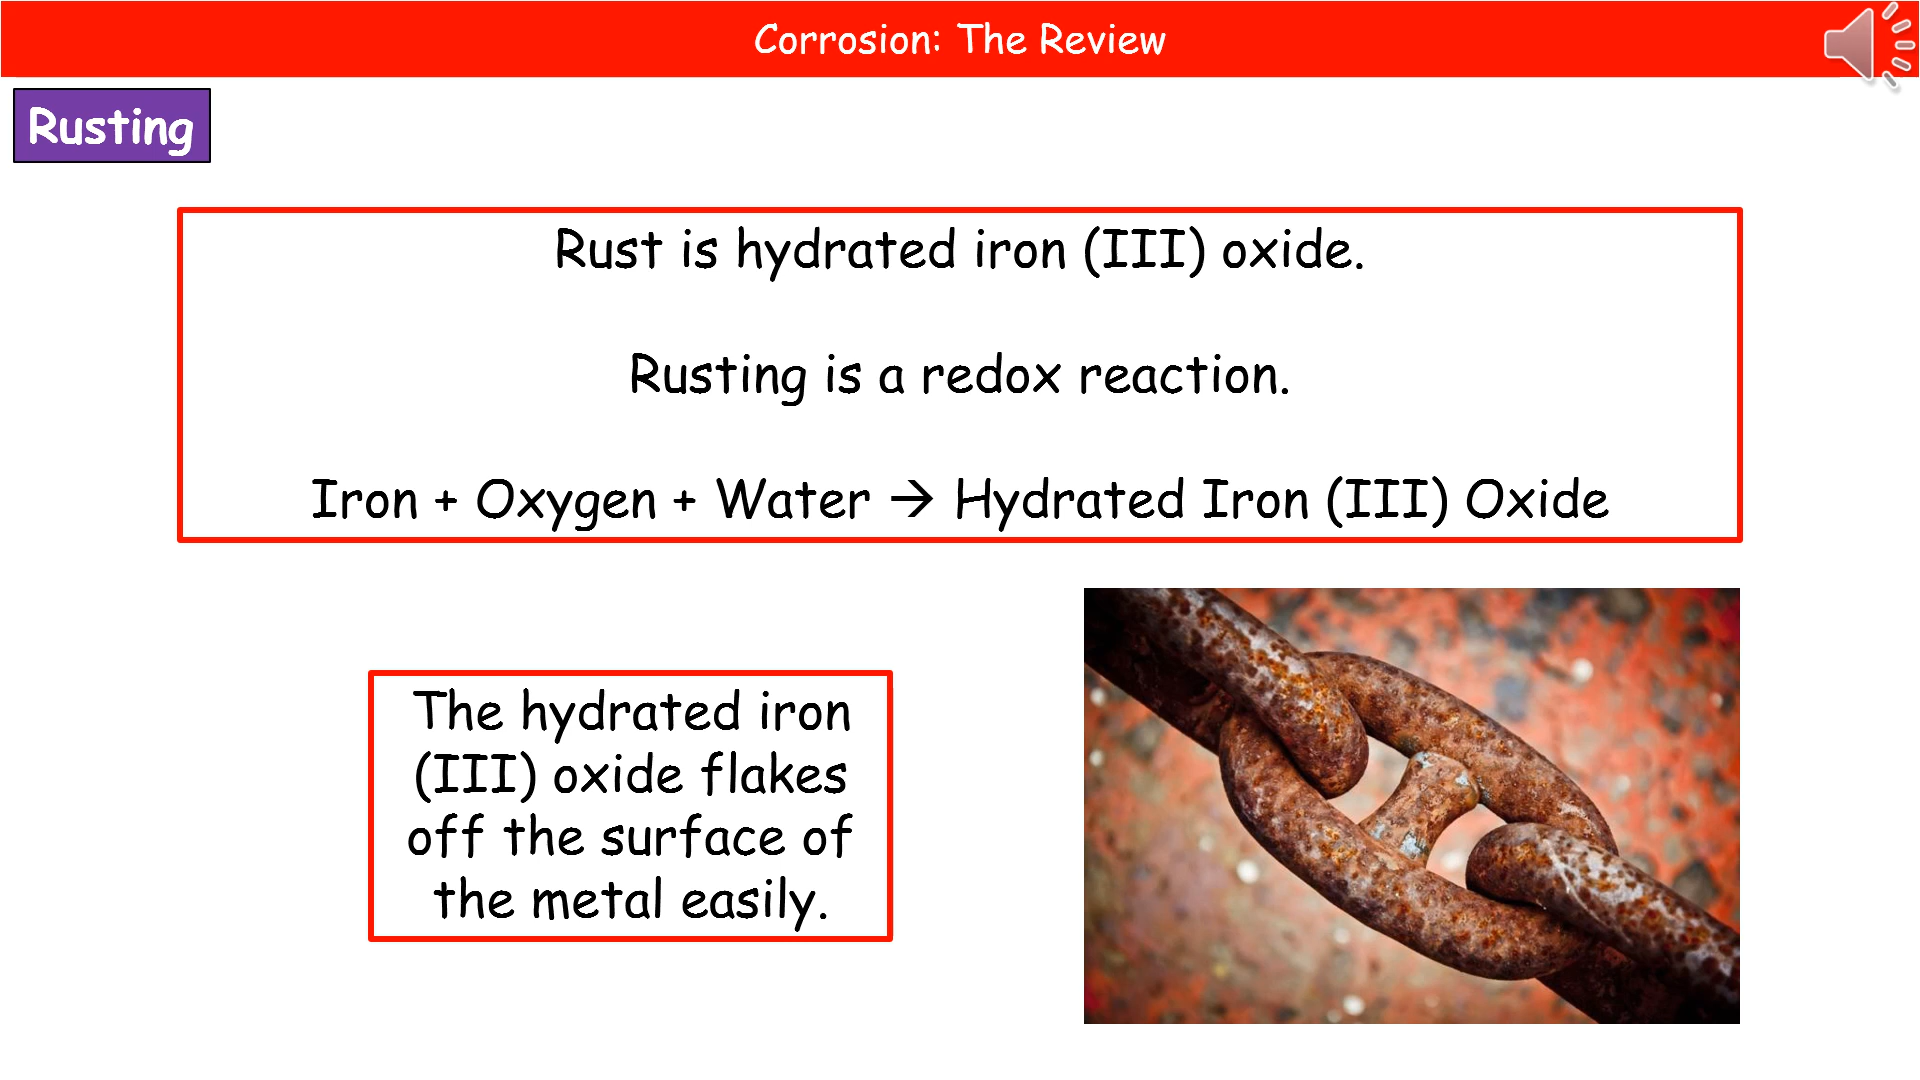 Corrosion: The Review
Rusting
Rust is hydrated iron (III) oxide.
Rusting is a redox reaction.
Iron + Oxygen + Water → Hydrated Iron (III) Oxide
The hydrated iron
(III) oxide flakes
off the surface of
the metal easily.